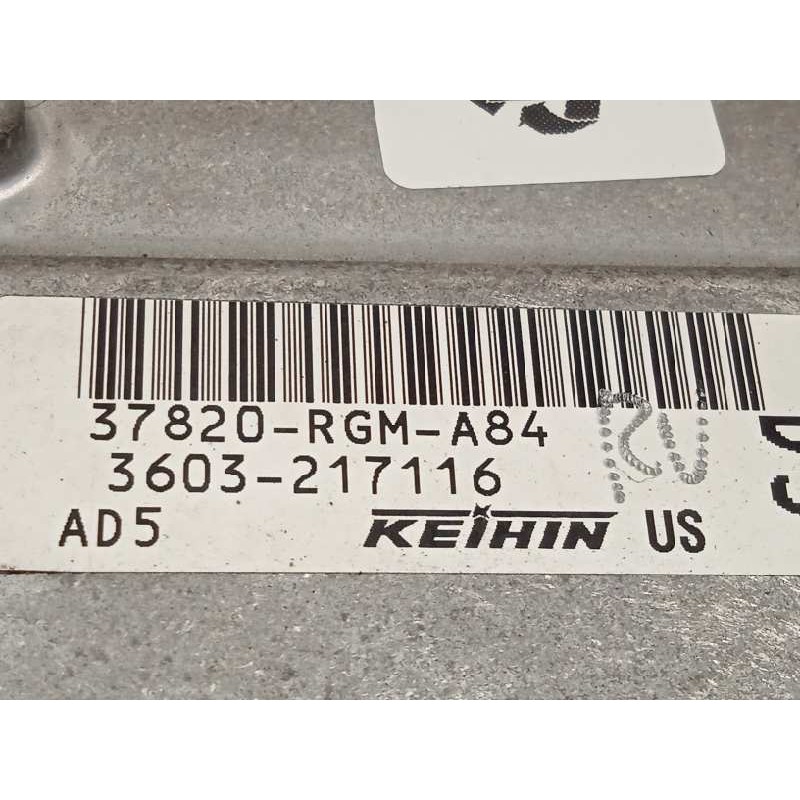 37820-RGM-A84
3603-217116
AD5 KEIHIN US